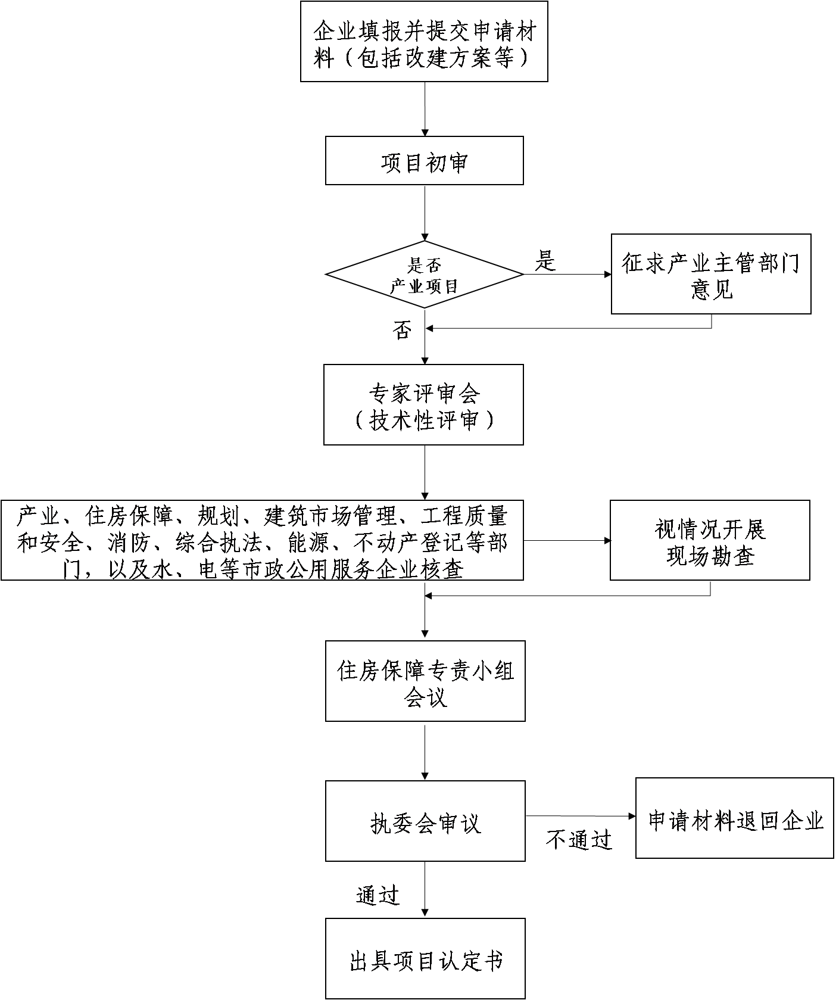 企业填报并提交申请材
料（包括改建方案等）
项目初审
是否
产业项目
是
征求产业主管部门
意见
否
专家评审会
（技术性评审）
产业、住房保障、规划、建筑市场管理、工程质量
和安全、消防、综合执法、能源、不动产登记等部
门，以及水、电等市政公用服务企业核查
视情况开展
现场勘查
住房保障专责小组
会议
执委会审议
不通过
申请材料退回企业
通过
出具项目认定书